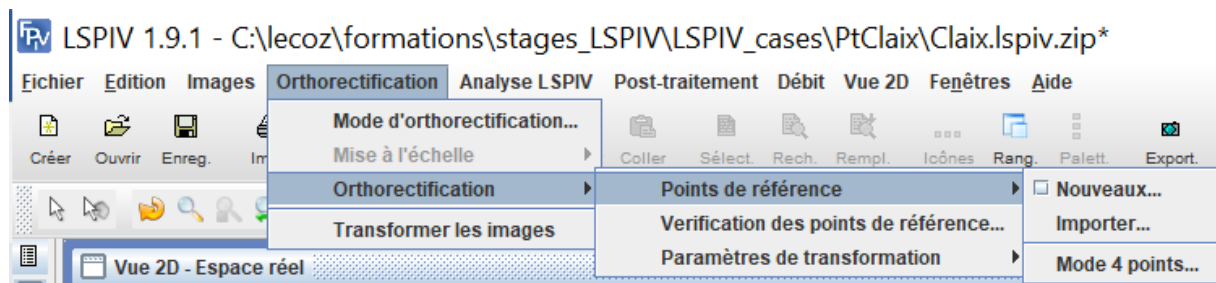 LSPIV 1.9.1 - C:\lecoz\formations\stages_LSPIV\LSPIV_cases\PtClaix\Claix.lspiv.zip*
Fichier Edition Images Orthorectification Analyse LSPIV Post-traitement Débit Vue 2D Fenêtres Aide
Mode d'orthorectification...
Créer Ouvrir Enreg. Im Mise à l'échelle Coller Sélect. Rech. Rempl. Icônes Rang. Palett. Export.
Orthorectification Points de référence Nouveaux...
Transformer les images Verification des points de référence... Importer...
Vue 2D - Espace réel Paramètres de transformation Mode 4 points...